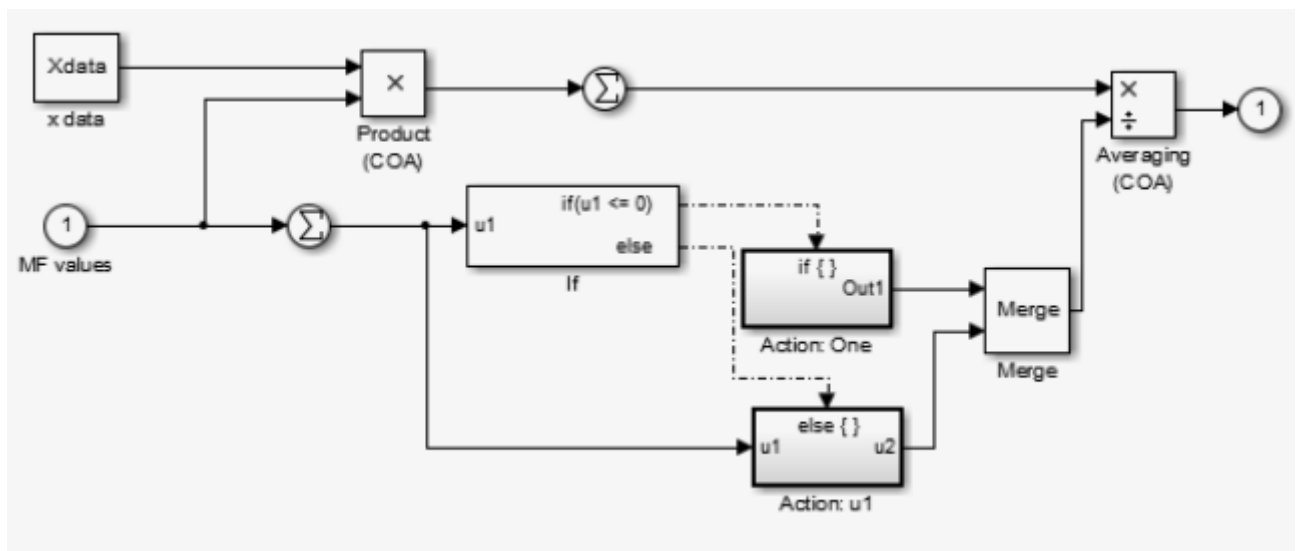 Xdata
x data
×
Product
(COA)
Σ
×
÷
Averaging
(COA)
1
1
MF values
Σ
u1
if(u1 <= 0)
else
If
if { }
Out1
Action: One
Merge
Merge
else { }
u1
u2
Action: u1